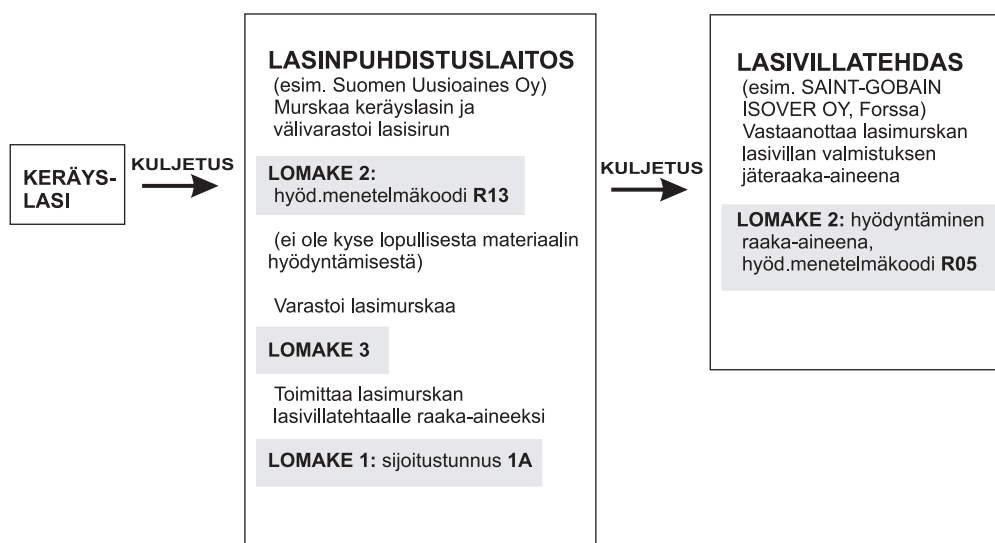 KERÄYS-
LASI
KULJETUS
LASINPUHDISTUSLAITOS
(esim. Suomen Uusioaines Oy)
Murskaa keräyslasin ja
välivarastoi lasisirun
LOMAKE 2:
hyöd.menetelmäkoodi R13
(ei ole kyse lopullisesta materiaalin
hyödyntämisestä)
Varastoi lasimurskaa
LOMAKE 3
Toimittaa lasimurskan
lasivillatehtaalle raaka-aineeksi
LOMAKE 1: sijoitustunnus 1A
KULJETUS
LASIVILLATEHDAS
(esim. SAINT-GOBAIN
ISOVER OY, Forssa)
Vastaanottaa lasimurskan
lasivillan valmistuksen
jäteraaka-aineena
LOMAKE 2: hyödyntäminen
raaka-aineena,
hyöd.menetelmäkoodi R05